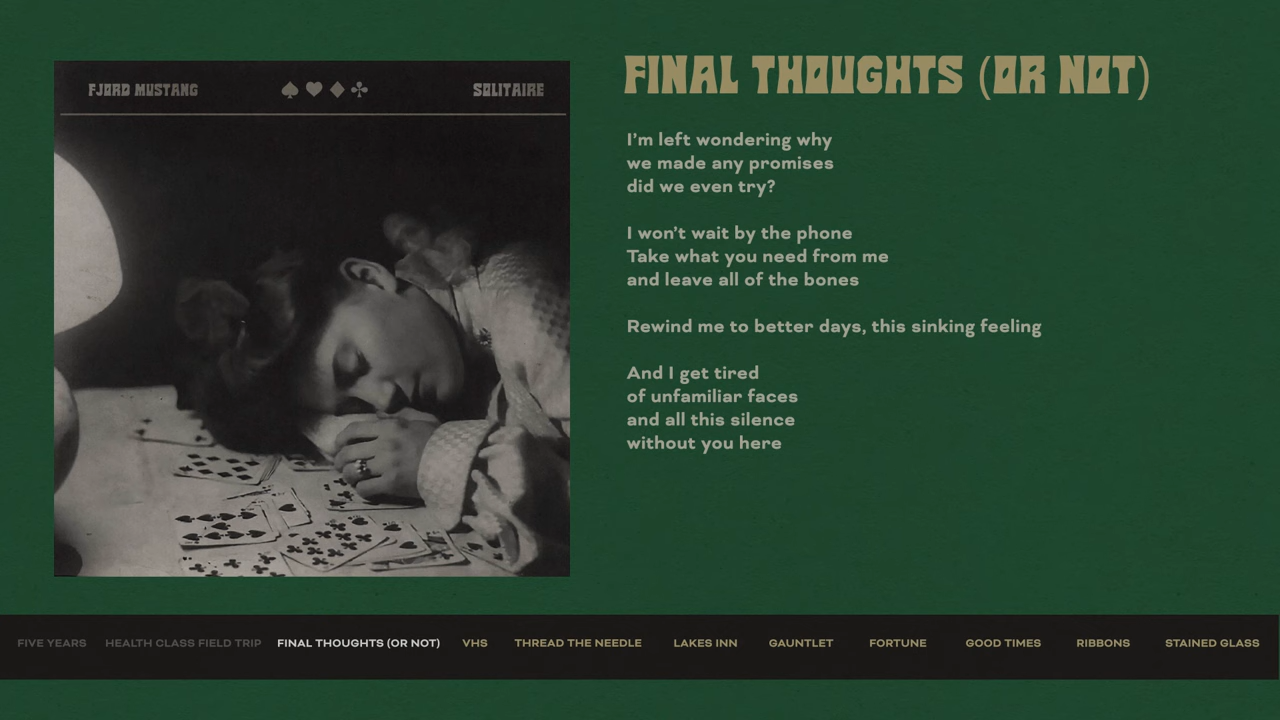 FJORD MUSTANG
♠♥♦♣
SOLITAIRE
FINAL THOUGHTS (OR NOT)
I'm left wondering why
we made any promises
did we even try?
I won't wait by the phone
Take what you need from me
and leave all of the bones
Rewind me to better days, this sinking feeling
And I get tired
of unfamiliar faces
and all this silence
without you here
FIVE YEARS
HEALTH CLASS FIELD TRIP
FINAL THOUGHTS (OR NOT)
VHS
THREAD THE NEEDLE
LAKES INN
GAUNTLET
FORTUNE
GOOD TIMES
RIBBONS
STAINED GLASS